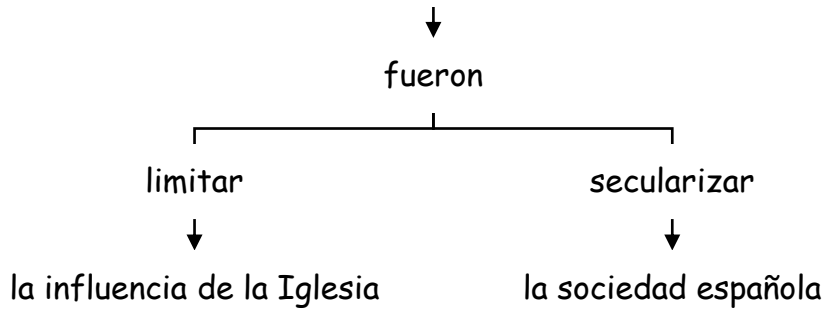 fueron
limitar secularizar
la influencia de la Iglesia la sociedad española